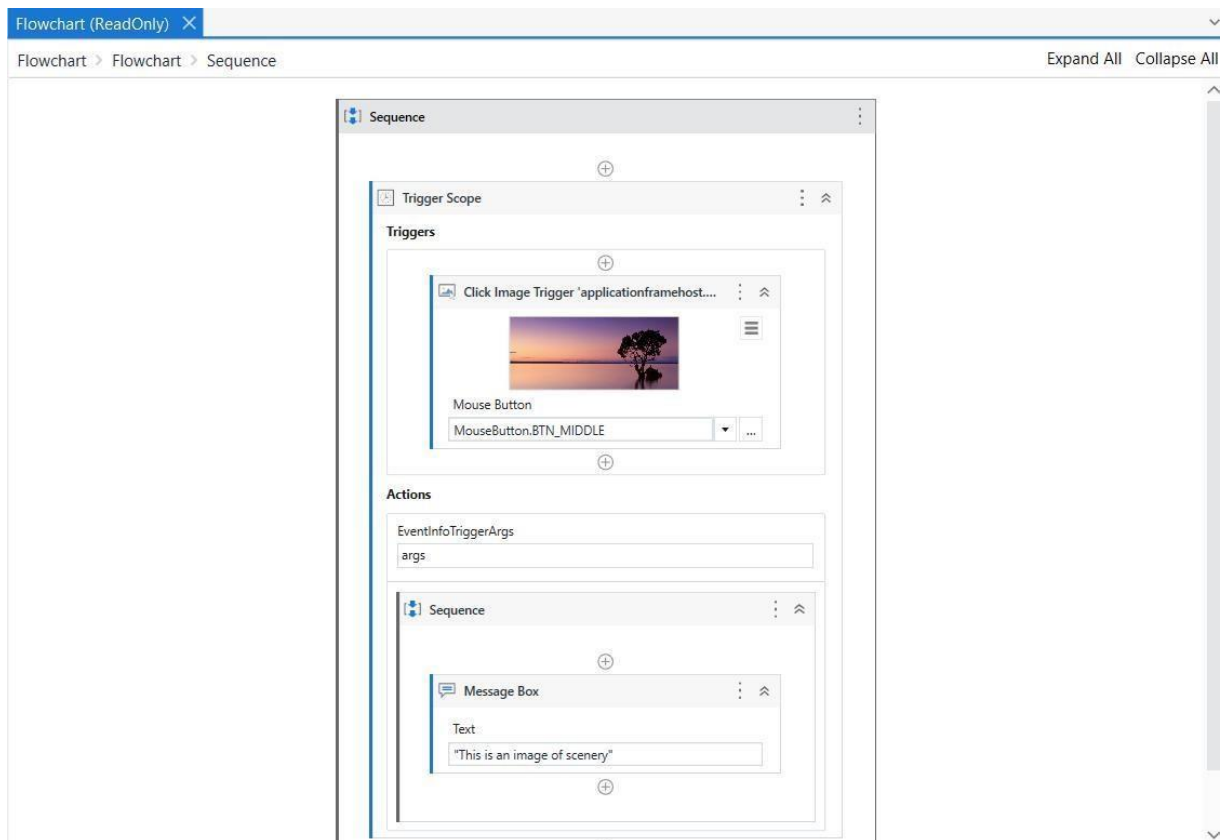 Flowchart (ReadOnly)
Flowchart > Flowchart > Sequence
Expand All Collapse All
Sequence
Trigger Scope
Triggers
Click Image Trigger 'applicationframehost....
Mouse Button
MouseButton.BTN_MIDDLE
...
Actions
EventInfoTriggerArgs
args
Sequence
Message Box
Text
"This is an image of scenery"